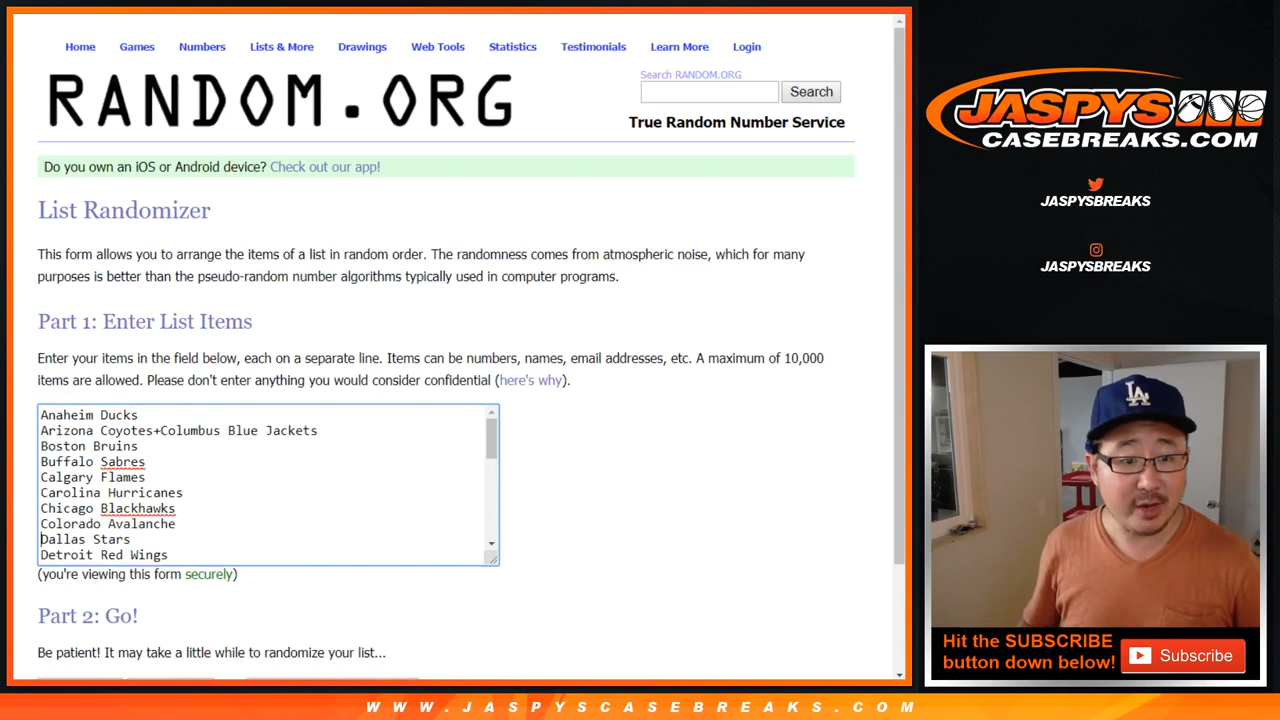 Home Games Numbers Lists & More Drawings Web Tools Statistics Testimonials Learn More Login
RANDOM.ORG
Search RANDOM.ORG
Search
True Random Number Service
Do you own an iOS or Android device? Check out our app!
List Randomizer
This form allows you to arrange the items of a list in random order. The randomness comes from atmospheric noise, which for many
purposes is better than the pseudo-random number algorithms typically used in computer programs.
Part 1: Enter List Items
Enter your items in the field below, each on a separate line. Items can be numbers, names, email addresses, etc. A maximum of 10,000
items are allowed. Please don't enter anything you would consider confidential (here's why).
Anaheim Ducks
Arizona Coyotes+Columbus Blue Jackets
Boston Bruins
Buffalo Sabres
Calgary Flames
Carolina Hurricanes
Chicago Blackhawks
Colorado Avalanche
Dallas Stars
Detroit Red Wings
(you're viewing this form securely)
Part 2: Go!
Be patient! It may take a little while to randomize your list...
JASPYS
CASEBREAKS.COM
JASPYSBREAKS
JASPYSBREAKS
LA
Hit the SUBSCRIBE
button down below!
Subscribe
WWW.JASPYSCASEBREAKS.COM